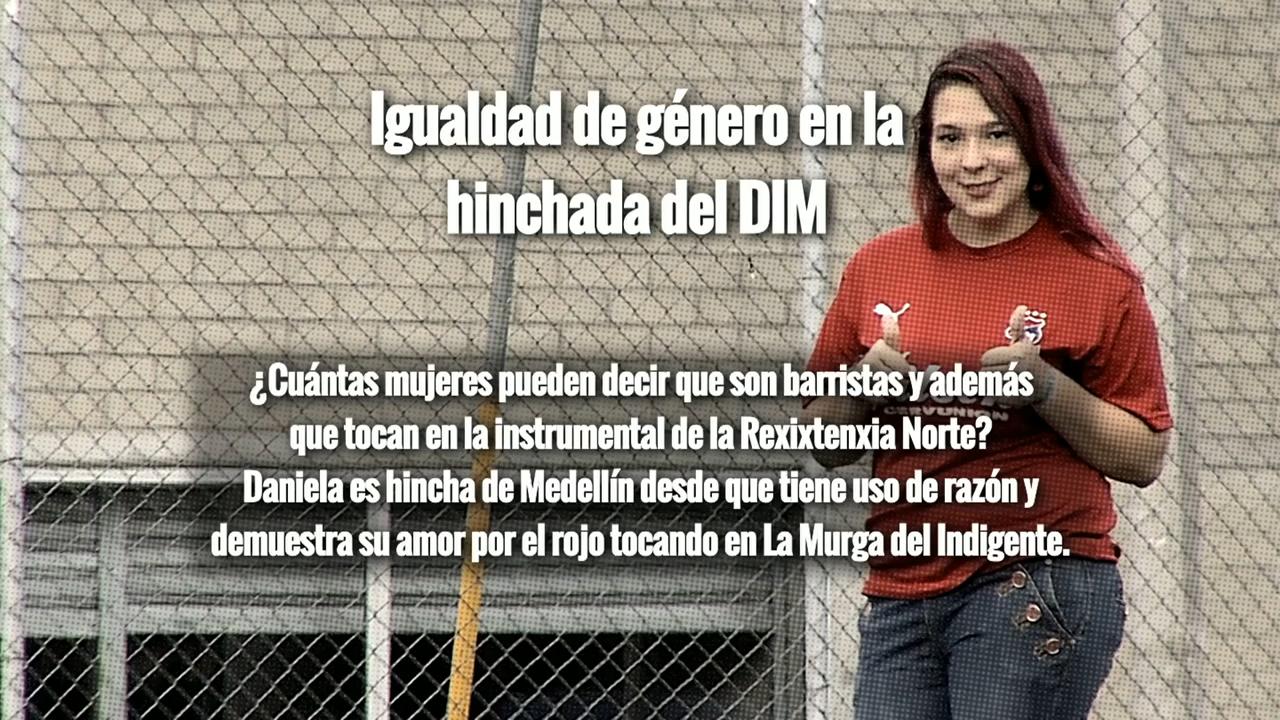 Igualdad de género en la
hinchada del DIM
¿Cuántas mujeres pueden decir que son barristas y además
que tocan en la instrumental de la Rexixtenxia Norte?
Daniela es hincha de Medellín desde que tiene uso de razón y
demuestra su amor por el rojo tocando en La Murga del Indigente.
CERVUNION